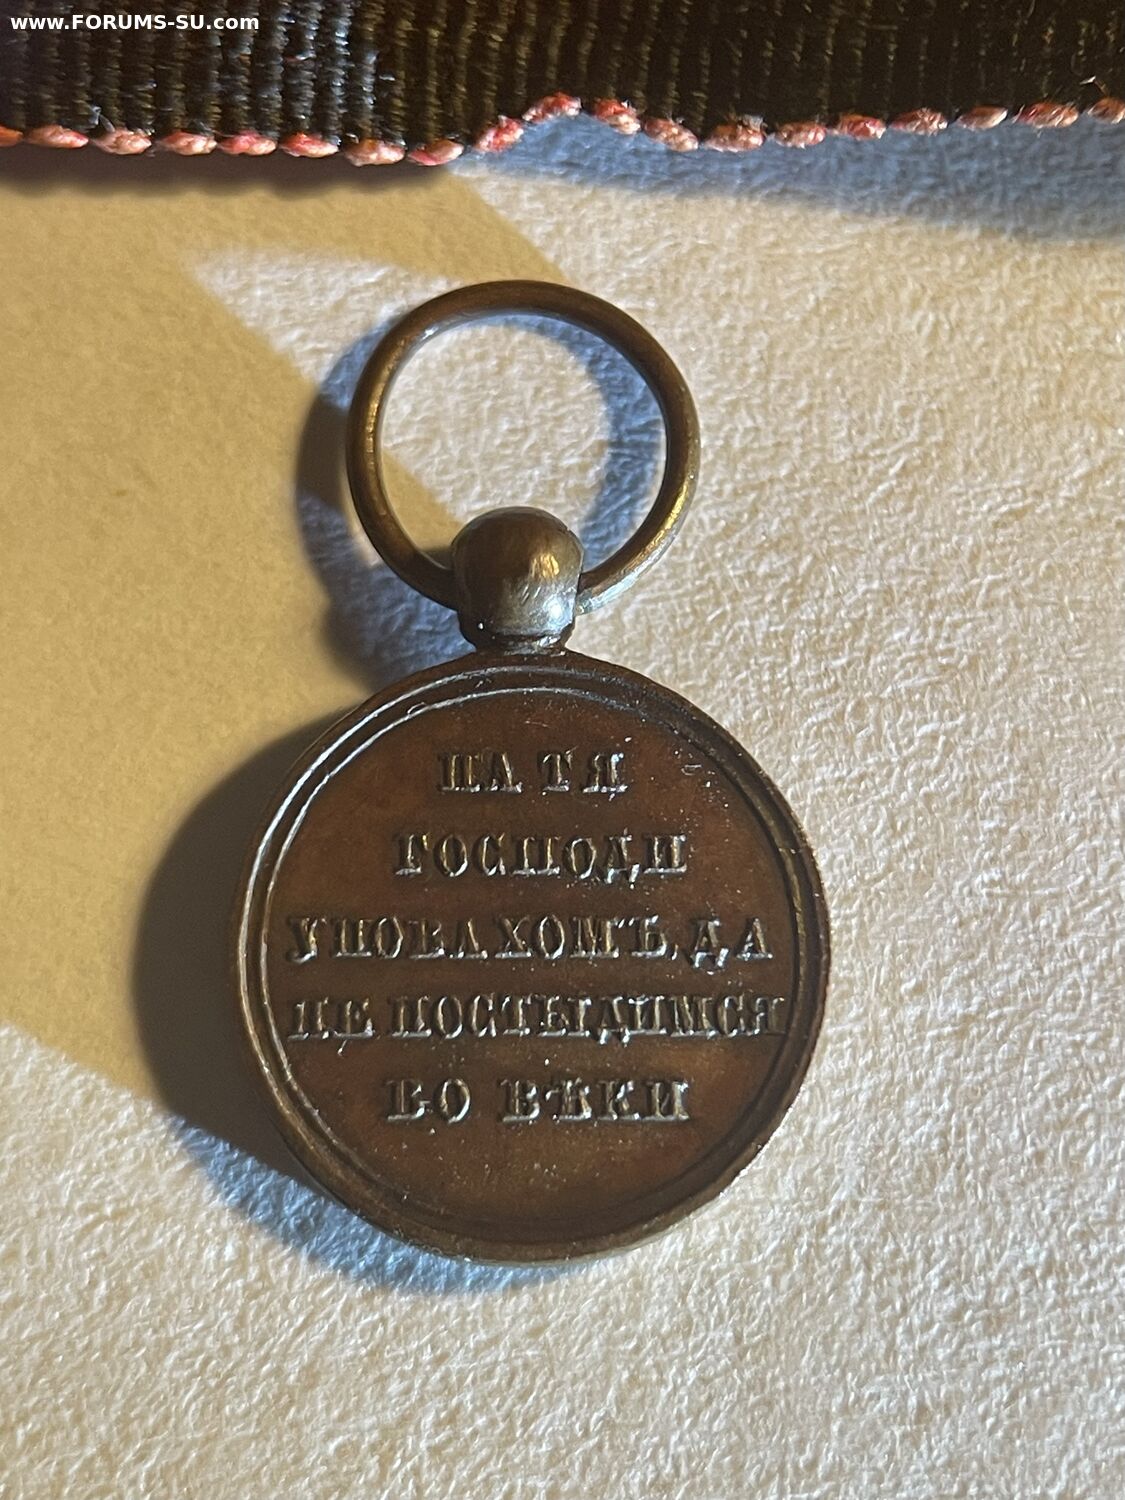 www.FORUMS-SU.com
НА ТЯ
ГОСПОДИ
УПОВАХОМЪ, ДА
НЕ ПОСТЫДИМСЯ
ВО ВѢКИ